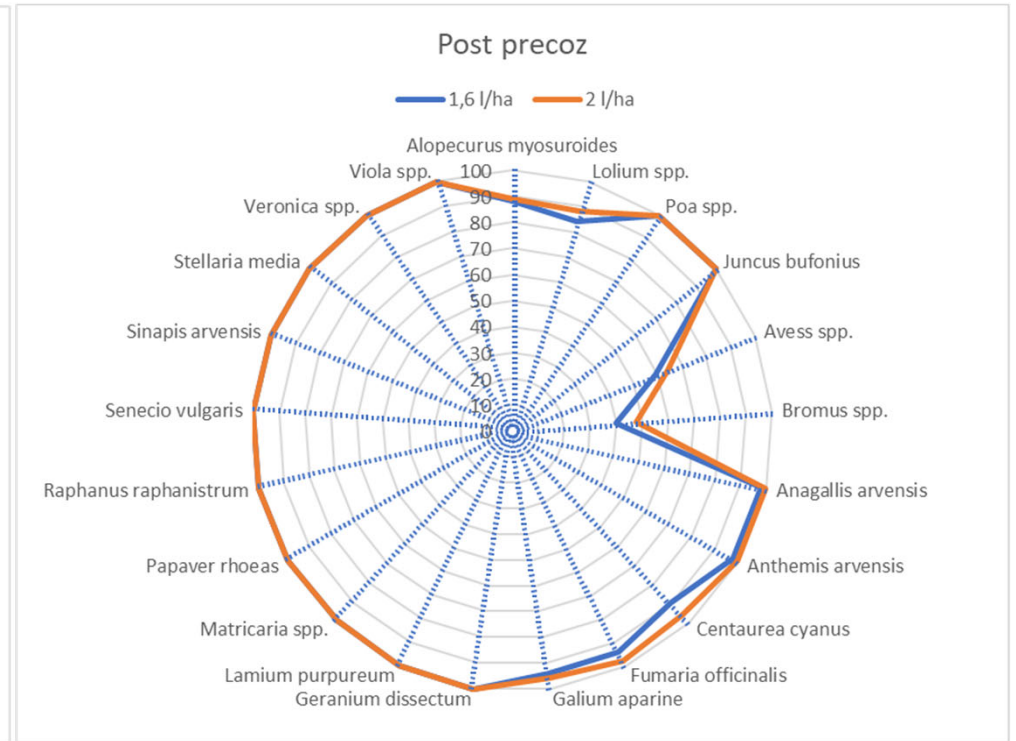 Post precoz
1,6 l/ha 2 l/ha
Alopecurus myosuroides
Lolium spp.
Poa spp.
Juncus bufonius
Avess spp.
Bromus spp.
Anagallis arvensis
Anthemis arvensis
Centaurea cyanus
Fumaria officinalis
Galium aparine
Geranium dissectum
Lamium purpureum
Matricaria spp.
Papaver rhoeas
Raphanus raphanistrum
Senecio vulgaris
Sinapis arvensis
Stellaria media
Veronica spp.
Viola spp.
100
90
80
70
60
50
40
30
20
10
0